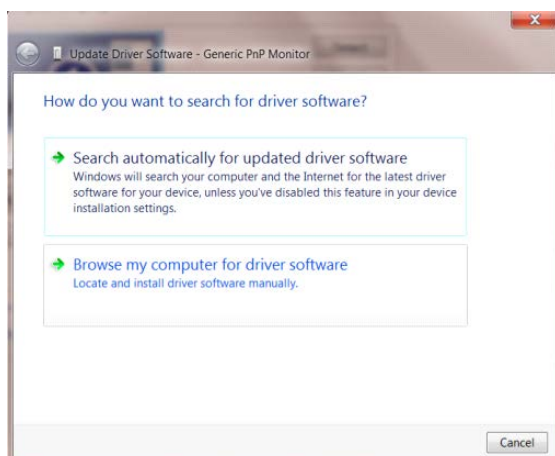 Update Driver Software - Generic PnP Monitor
How do you want to search for driver software?
Search automatically for updated driver software
Windows will search your computer and the Internet for the latest driver
software for your device, unless you've disabled this feature in your device
installation settings.
Browse my computer for driver software
Locate and install driver software manually.
Cancel